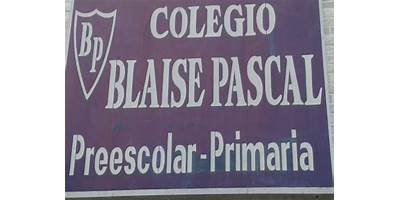 BP
COLEGIO
BLAISE PASCAL
Preescolar-Primaria